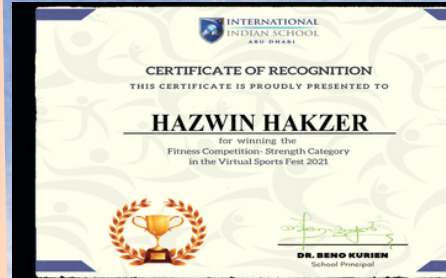 INTERNATIONAL
INDIAN SCHOOL
ABU DHABI
CERTIFICATE OF RECOGNITION
THIS CERTIFICATE IS PROUDLY PRESENTED TO
HAZWIN HAKZER
for winning the
Fitness Competition- Strength Category
in the Virtual Sports Fest 2021
DR. BENO KURIEN
School Principal